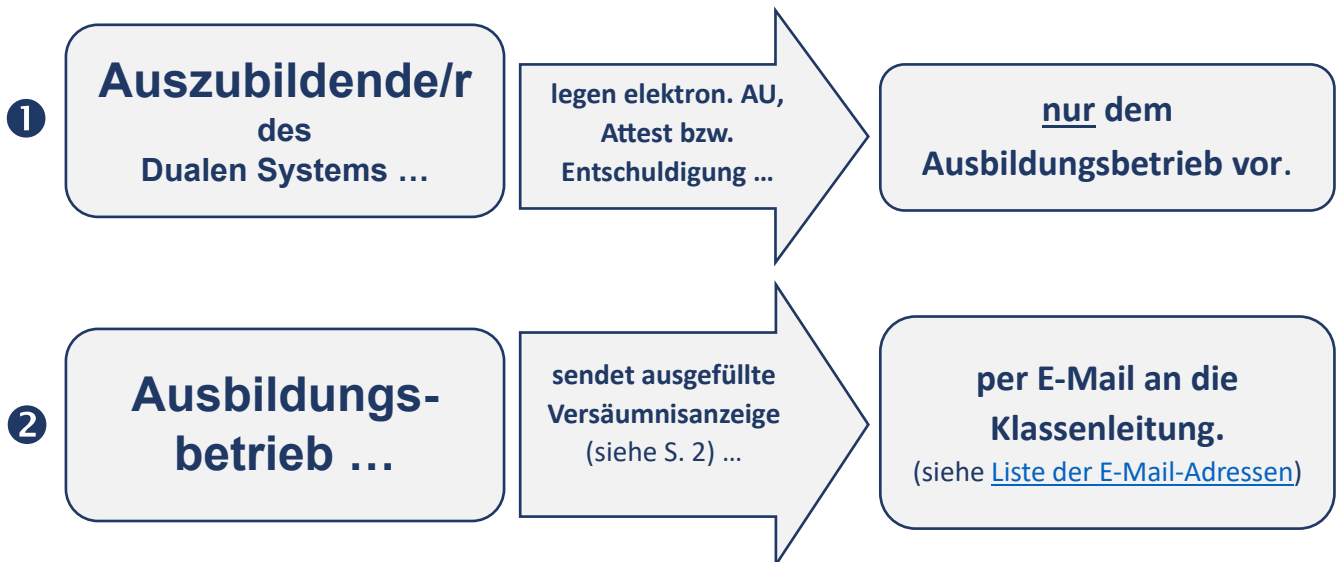 ❶
Auszubildende/r
des
Dualen Systems …
legen elektron. AU,
Attest bzw.
Entschuldigung …
nur dem
Ausbildungsbetrieb vor.
❷
Ausbildungs-
betrieb …
sendet ausgefüllte
Versäumnisanzeige
(siehe S. 2) …
per E-Mail an die
Klassenleitung.
(siehe Liste der E-Mail-Adressen)